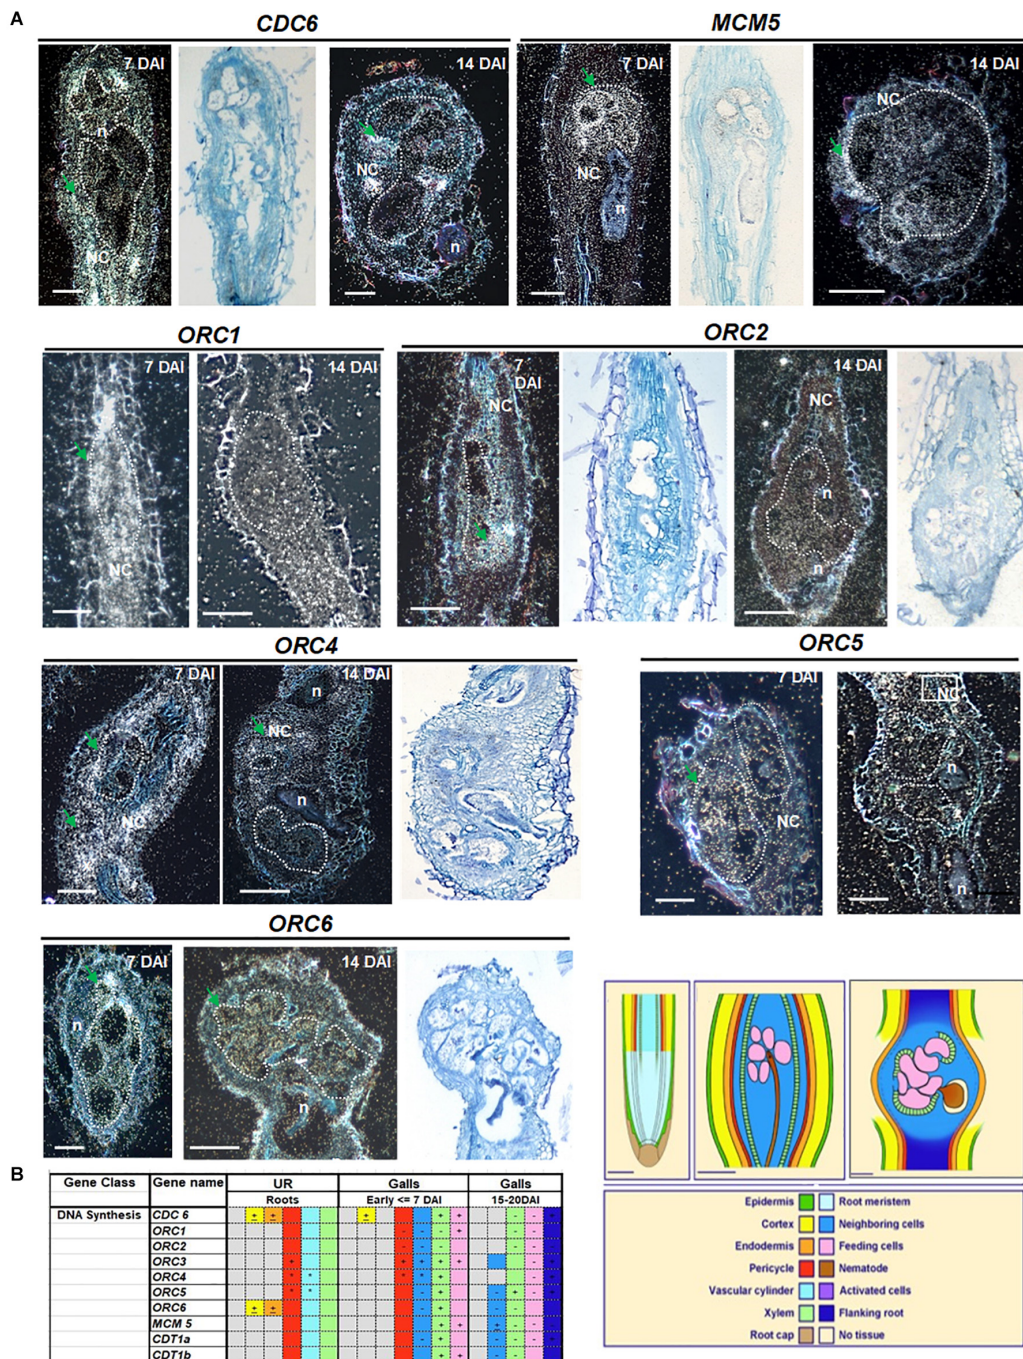 A
CDC6
MCM5
7 DAI
n
NC
14 DAI
NC
n
7 DAI
NC
n
14 DAI
NC
ORC1
ORC2
7 DAI
NC
14 DAI
7 DAI
NC
14 DAI
NC
n
n
ORC4
ORC5
7 DAI
NC
14 DAI
n
NC
n
7 DAI
NC
NC
n
n
ORC6
7 DAI
n
14 DAI
n
B
Gene Class Gene name UR Galls Galls
Roots Early <= 7 DAI 15-20DAI
DNA Synthesis CDC 6
ORC1
ORC2
ORC3
ORC4
ORC5
ORC6
MCM 5
CDT1a
CDT1b
Epidermis Root meristem
Cortex Neighboring cells
Endodermis Feeding cells
Pericycle Nematode
Vascular cylinder Activated cells
Xylem Flanking root
Root cap No tissue